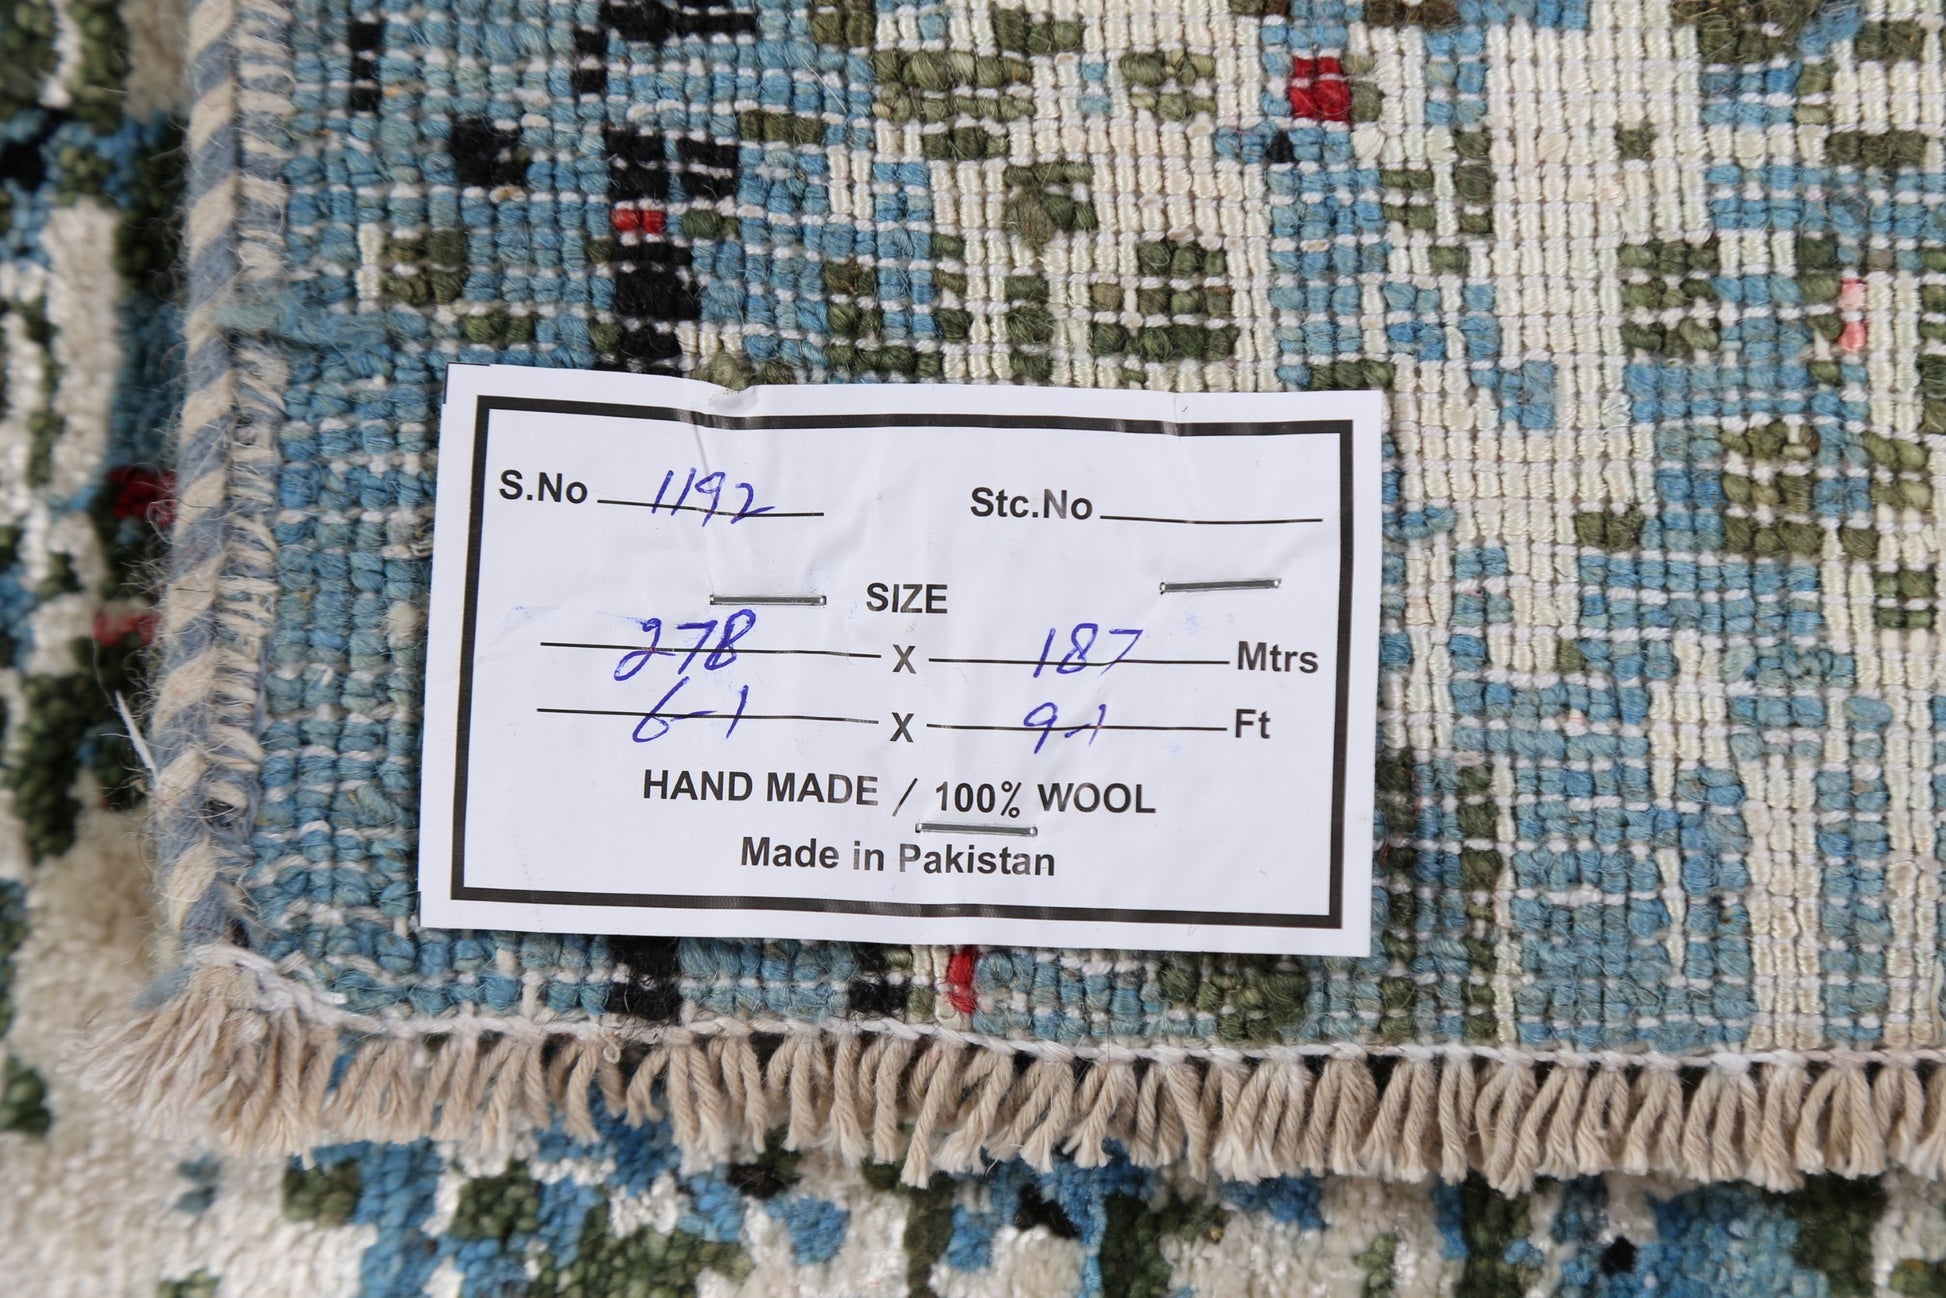 S.No 1192 Stc.No
SIZE
278 X 187 Mtrs
6-1 X 9-1 Ft
HAND MADE / 100% WOOL
Made in Pakistan